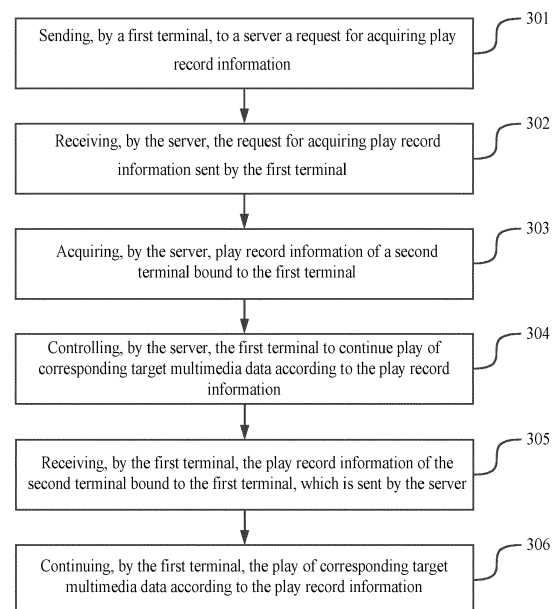 301
Sending, by a first terminal, to a server a request for acquiring play
record information
302
Receiving, by the server, the request for acquiring play record
information sent by the first terminal
303
Acquiring, by the server, play record information of a second
terminal bound to the first terminal
304
Controlling, by the server, the first terminal to continue play of
corresponding target multimedia data according to the play record
information
305
Receiving, by the first terminal, the play record information of the
second terminal bound to the first terminal, which is sent by the server
306
Continuing, by the first terminal, the play of corresponding target
multimedia data according to the play record information